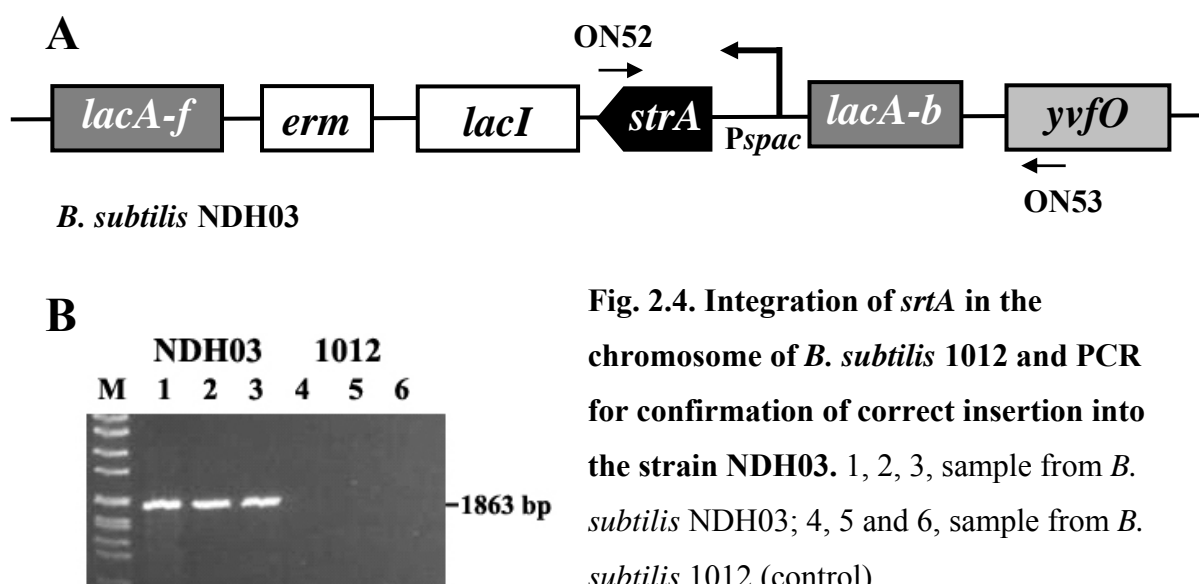 A
ON52
lacA-f erm lacI strA Pspac lacA-b yvfO
ON53
B. subtilis NDH03
B
NDH03 1012
M 1 2 3 4 5 6
1863 bp
Fig. 2.4. Integration of srtA in the
chromosome of B. subtilis 1012 and PCR
for confirmation of correct insertion into
the strain NDH03. 1, 2, 3, sample from B.
subtilis NDH03; 4, 5 and 6, sample from B.
subtilis 1012 (control)